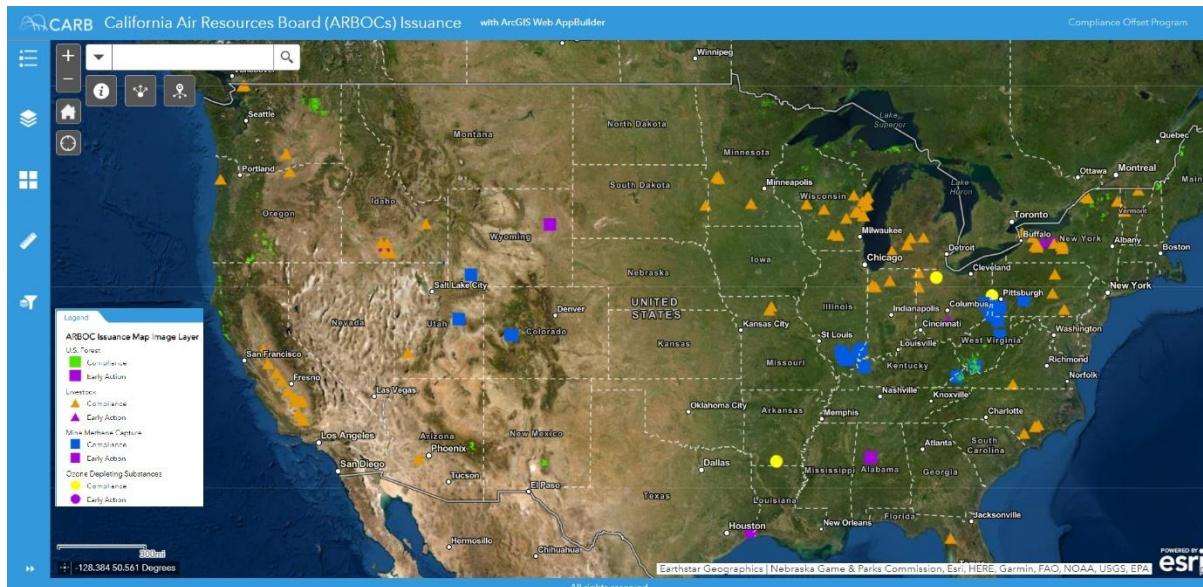 CARB California Air Resources Board (ARBOCs) Issuance with ArcGIS Web AppBuilder Compliance Offset Program
Winnipeg
Vancouver
Seattle
Lake Superior
Quebec
Montana
North Dakota
Minnesota
Ottawa
Montreal
Main
Portland
Minneapolis
Lake Huron
South Dakota
Wisconsin
Vermont
Oregon
Idaho
Toronto
Wyoming
Milwaukee
Buffalo
New York
Albany
Detroit
Boston
Iowa
Chicago
Cleveland
Nebraska
Salt Lake City
Pittsburgh
New York
UNITED STATES
Illinois
Indianapolis
Columbus
Denver
Nevada
Utah
Colorado
Kansas City
Cincinnati
Washington
St Louis
West Virginia
Kansas
Missouri
Louisville
Richmond
San Francisco
Kentucky
Norfolk
Fresno
Las Vegas
Nashville
Knoxville
Oklahoma City
Arkansas
Memphis
Charlotte
Los Angeles
Arizona
New Mexico
South Carolina
Phoenix
Atlanta
San Diego
Dallas
Mississippi
Alabama
Georgia
Tucson
El Paso
Texas
Louisiana
Jacksonville
Florida
Houston
New Orleans
Hermosillo
Chihuahua
Legend
ARBOC Issuance Map Image Layer
U.S. Forest
Compliance
Early Action
Livestock
Compliance
Early Action
Mine Methane Capture
Compliance
Early Action
Ozone Depleting Substances
Compliance
Early Action
300mi
-128.384 50.561 Degrees
Earthstar Geographics | Nebraska Game & Parks Commission, Esri, HERE, Garmin, FAO, NOAA, USGS, EPA
POWERED BY
esri
All rights reserved